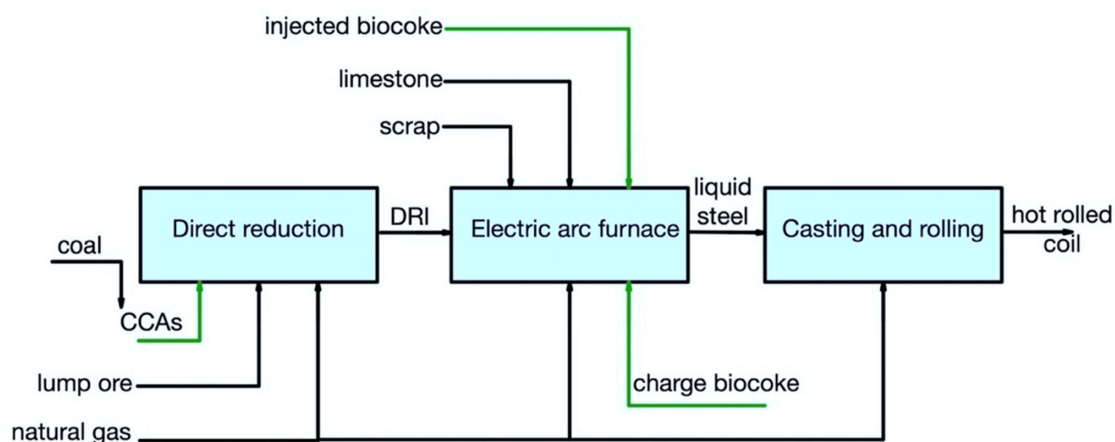 injected biocoke
limestone
scrap
Direct reduction
DRI
Electric arc furnace
liquid
steel
Casting and rolling
hot rolled
coil
coal
CCAs
lump ore
charge biocoke
natural gas